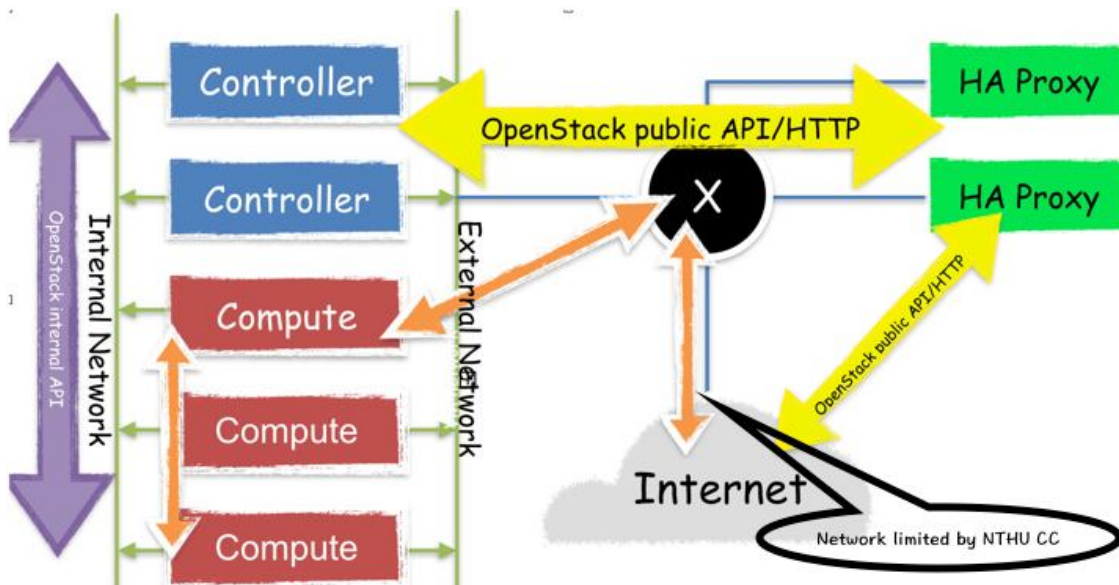 Controller
OpenStack public API/HTTP
HA Proxy
Controller
X
HA Proxy
OpenStack internal API
Internal Network
External Network
Compute
OpenStack public API/HTTP
Compute
Internet
Compute
Network limited by NTHU CC